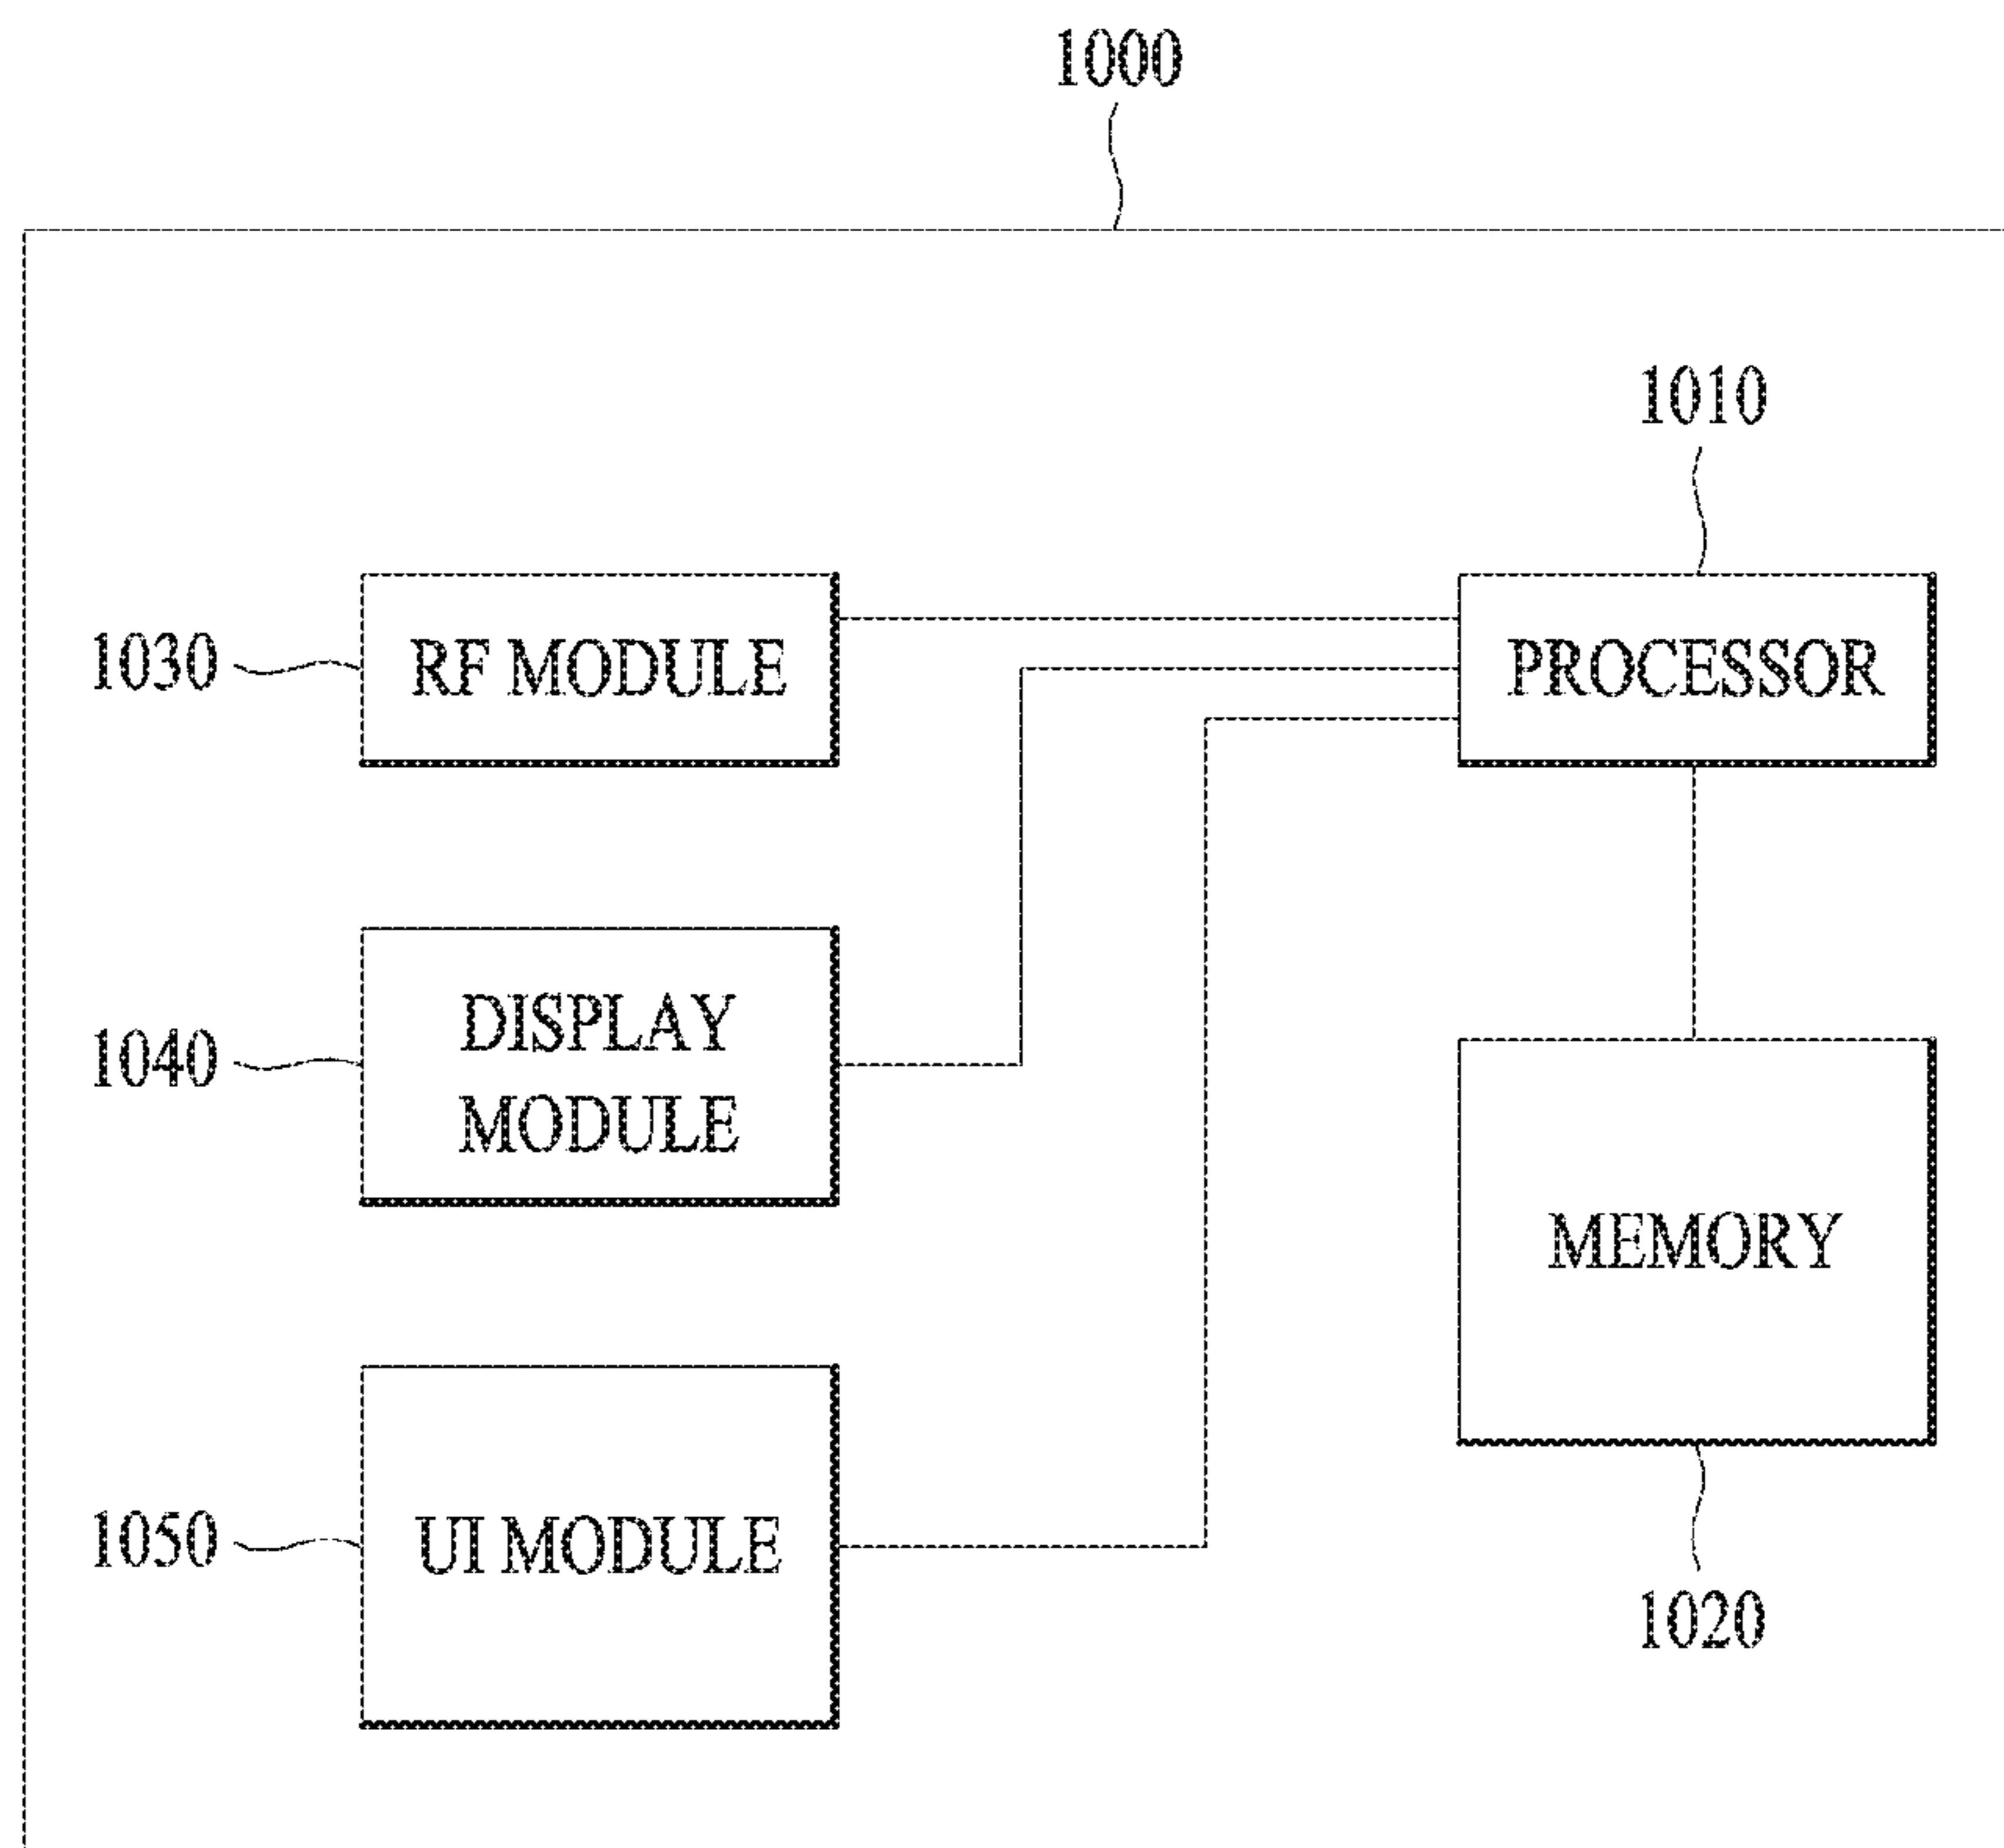 1000
1010
1030
RF MODULE
PROCESSOR
1040
DISPLAY
MODULE
MEMORY
1050
UI MODULE
1020